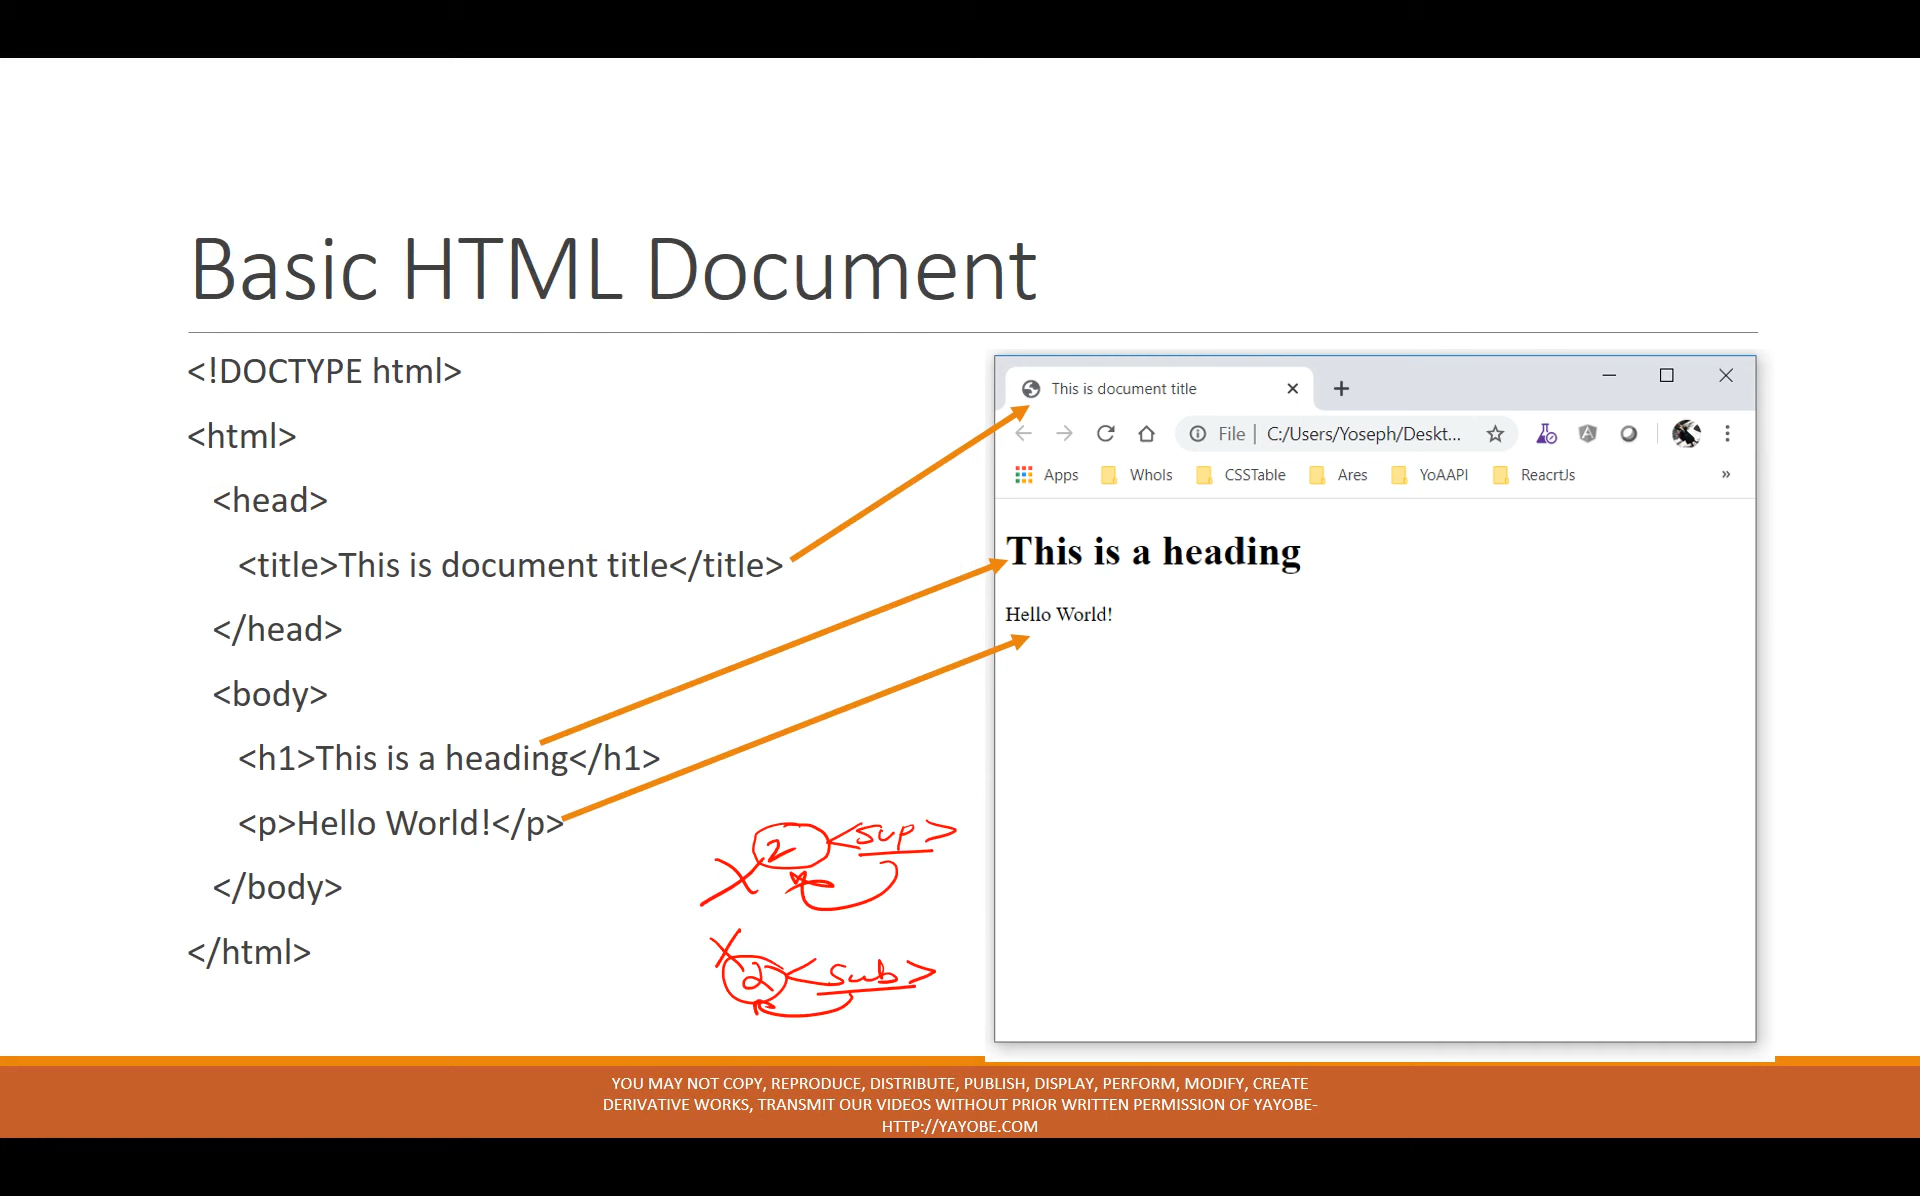 Basic HTML Document
<!DOCTYPE html>
<html>
<head>
<title>This is document title</title>
</head>
<body>
<h1>This is a heading</h1>
<p>Hello World!</p>
</body>
</html>
X 2 <sup>
X 2 <sub>
This is document title
File | C:/Users/Yoseph/Deskt...
Apps WhoIs CSSTable Ares YoAAPI ReacrtJs »
This is a heading
Hello World!
YOU MAY NOT COPY, REPRODUCE, DISTRIBUTE, PUBLISH, DISPLAY, PERFORM, MODIFY, CREATE
DERIVATIVE WORKS, TRANSMIT OUR VIDEOS WITHOUT PRIOR WRITTEN PERMISSION OF YAYOBE-
HTTP://YAYOBE.COM